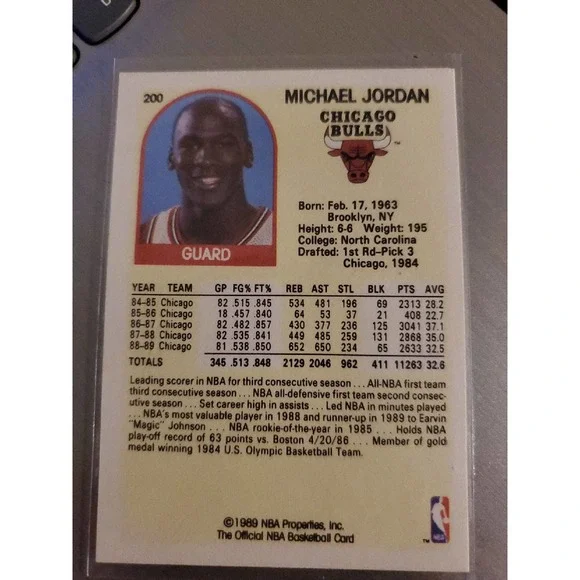 200
MICHAEL JORDAN
CHICAGO
BULLS
TM
GUARD
Born: Feb. 17, 1963
Brooklyn, NY
Height: 6-6 Weight: 195
College: North Carolina
Drafted: 1st Rd-Pick 3
Chicago, 1984
YEAR TEAM GP FG% FT% REB AST STL BLK PTS AVG
84-85 Chicago 82 .515 .845 534 481 196 69 2313 28.2
85-86 Chicago 18 .457 .840 64 53 37 21 408 22.7
86-87 Chicago 82 .482 .857 430 377 236 125 3041 37.1
87-88 Chicago 82 .535 .841 449 485 259 131 2868 35.0
88-89 Chicago 81 .538 .850 652 650 234 65 2633 32.5
TOTALS 345 .513 .848 2129 2046 962 411 11263 32.6
Leading scorer in NBA for third consecutive season . . . All-NBA first team
third consecutive season . . . NBA all-defensive first team second consec-
utive season . . . Set career high in assists . . . Led NBA in minutes played . . .
. . . NBA's most valuable player in 1988 and runner-up in 1989 to Earvin
"Magic" Johnson . . . NBA rookie-of-the-year in 1985 . . . Holds NBA
play-off record of 63 points vs. Boston 4/20/86 . . . Member of gold
medal winning 1984 U.S. Olympic Basketball Team.
©1989 NBA Properties, Inc.
The Official NBA Basketball Card
TM
NBA